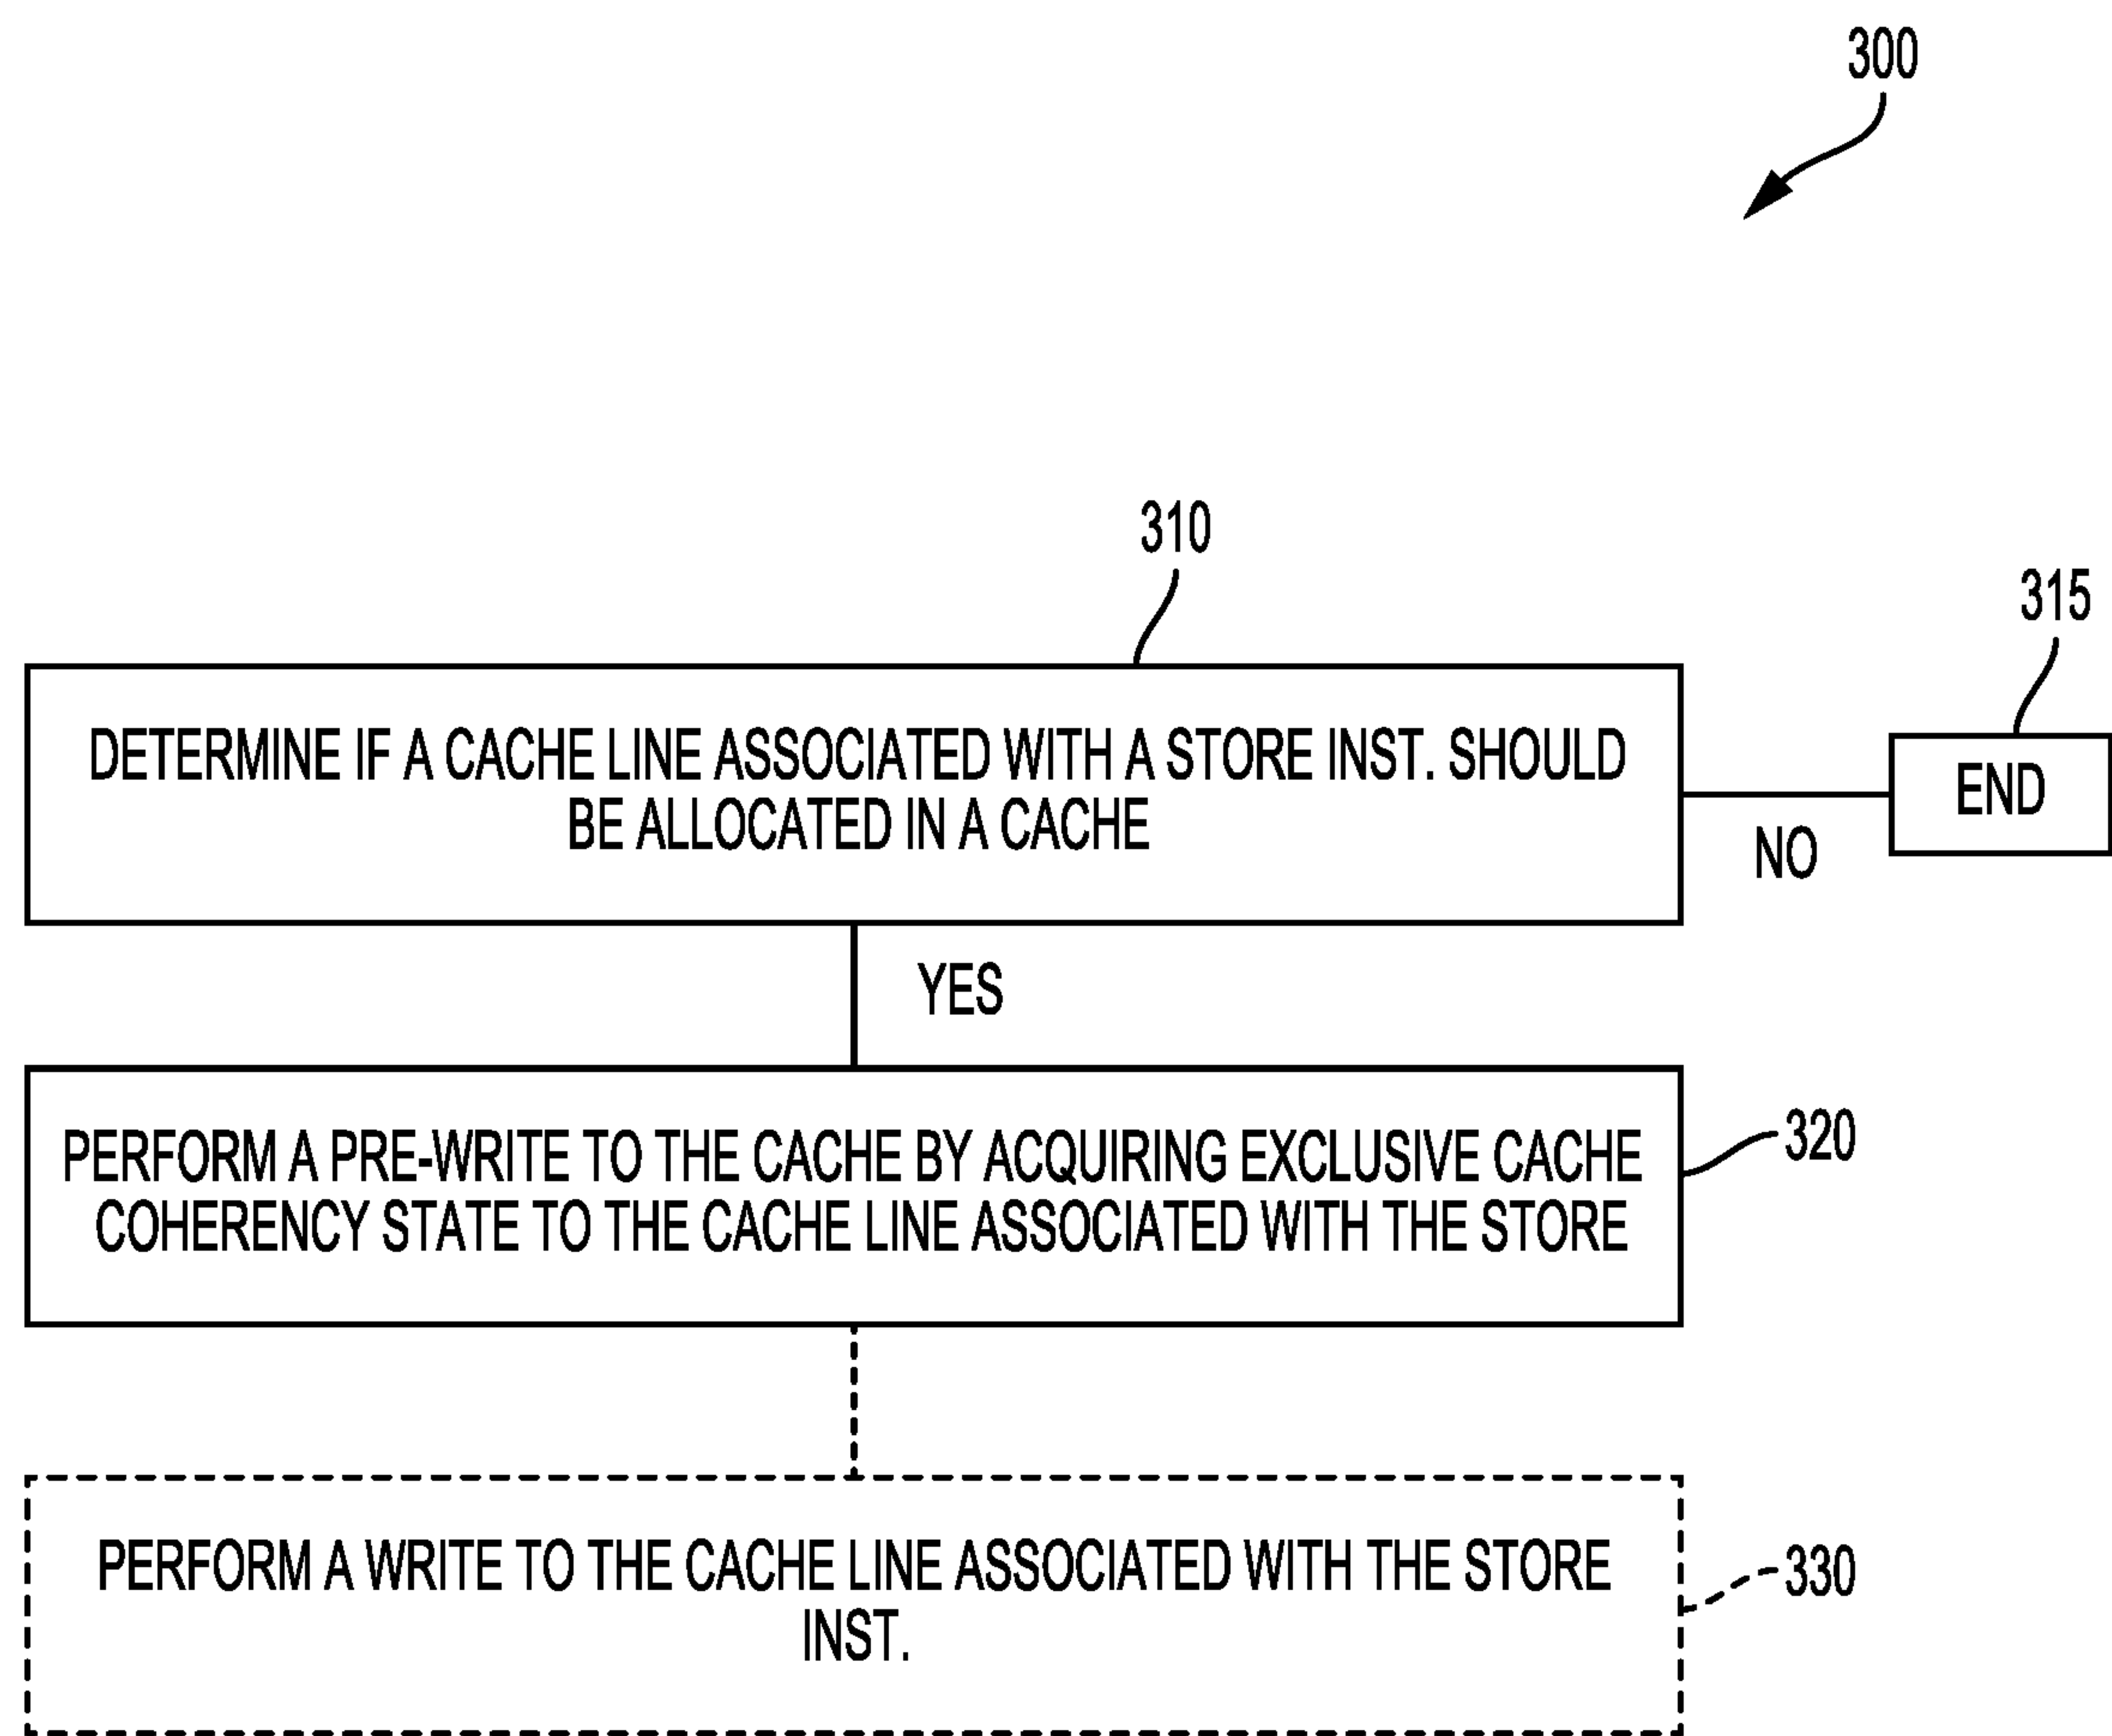 300
310
315
DETERMINE IF A CACHE LINE ASSOCIATED WITH A STORE INST. SHOULD
BE ALLOCATED IN A CACHE
END
NO
YES
PERFORM A PRE-WRITE TO THE CACHE BY ACQUIRING EXCLUSIVE CACHE
COHERENCY STATE TO THE CACHE LINE ASSOCIATED WITH THE STORE
320
PERFORM A WRITE TO THE CACHE LINE ASSOCIATED WITH THE STORE
INST.
330